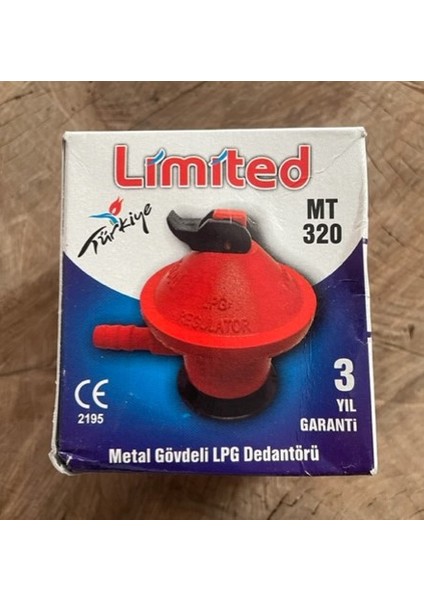 Limited
MT
320
Türkiye
LPG
REGULATOR
CE
2195
3
YIL
GARANTİ
Metal Gövdeli LPG Dedantörü